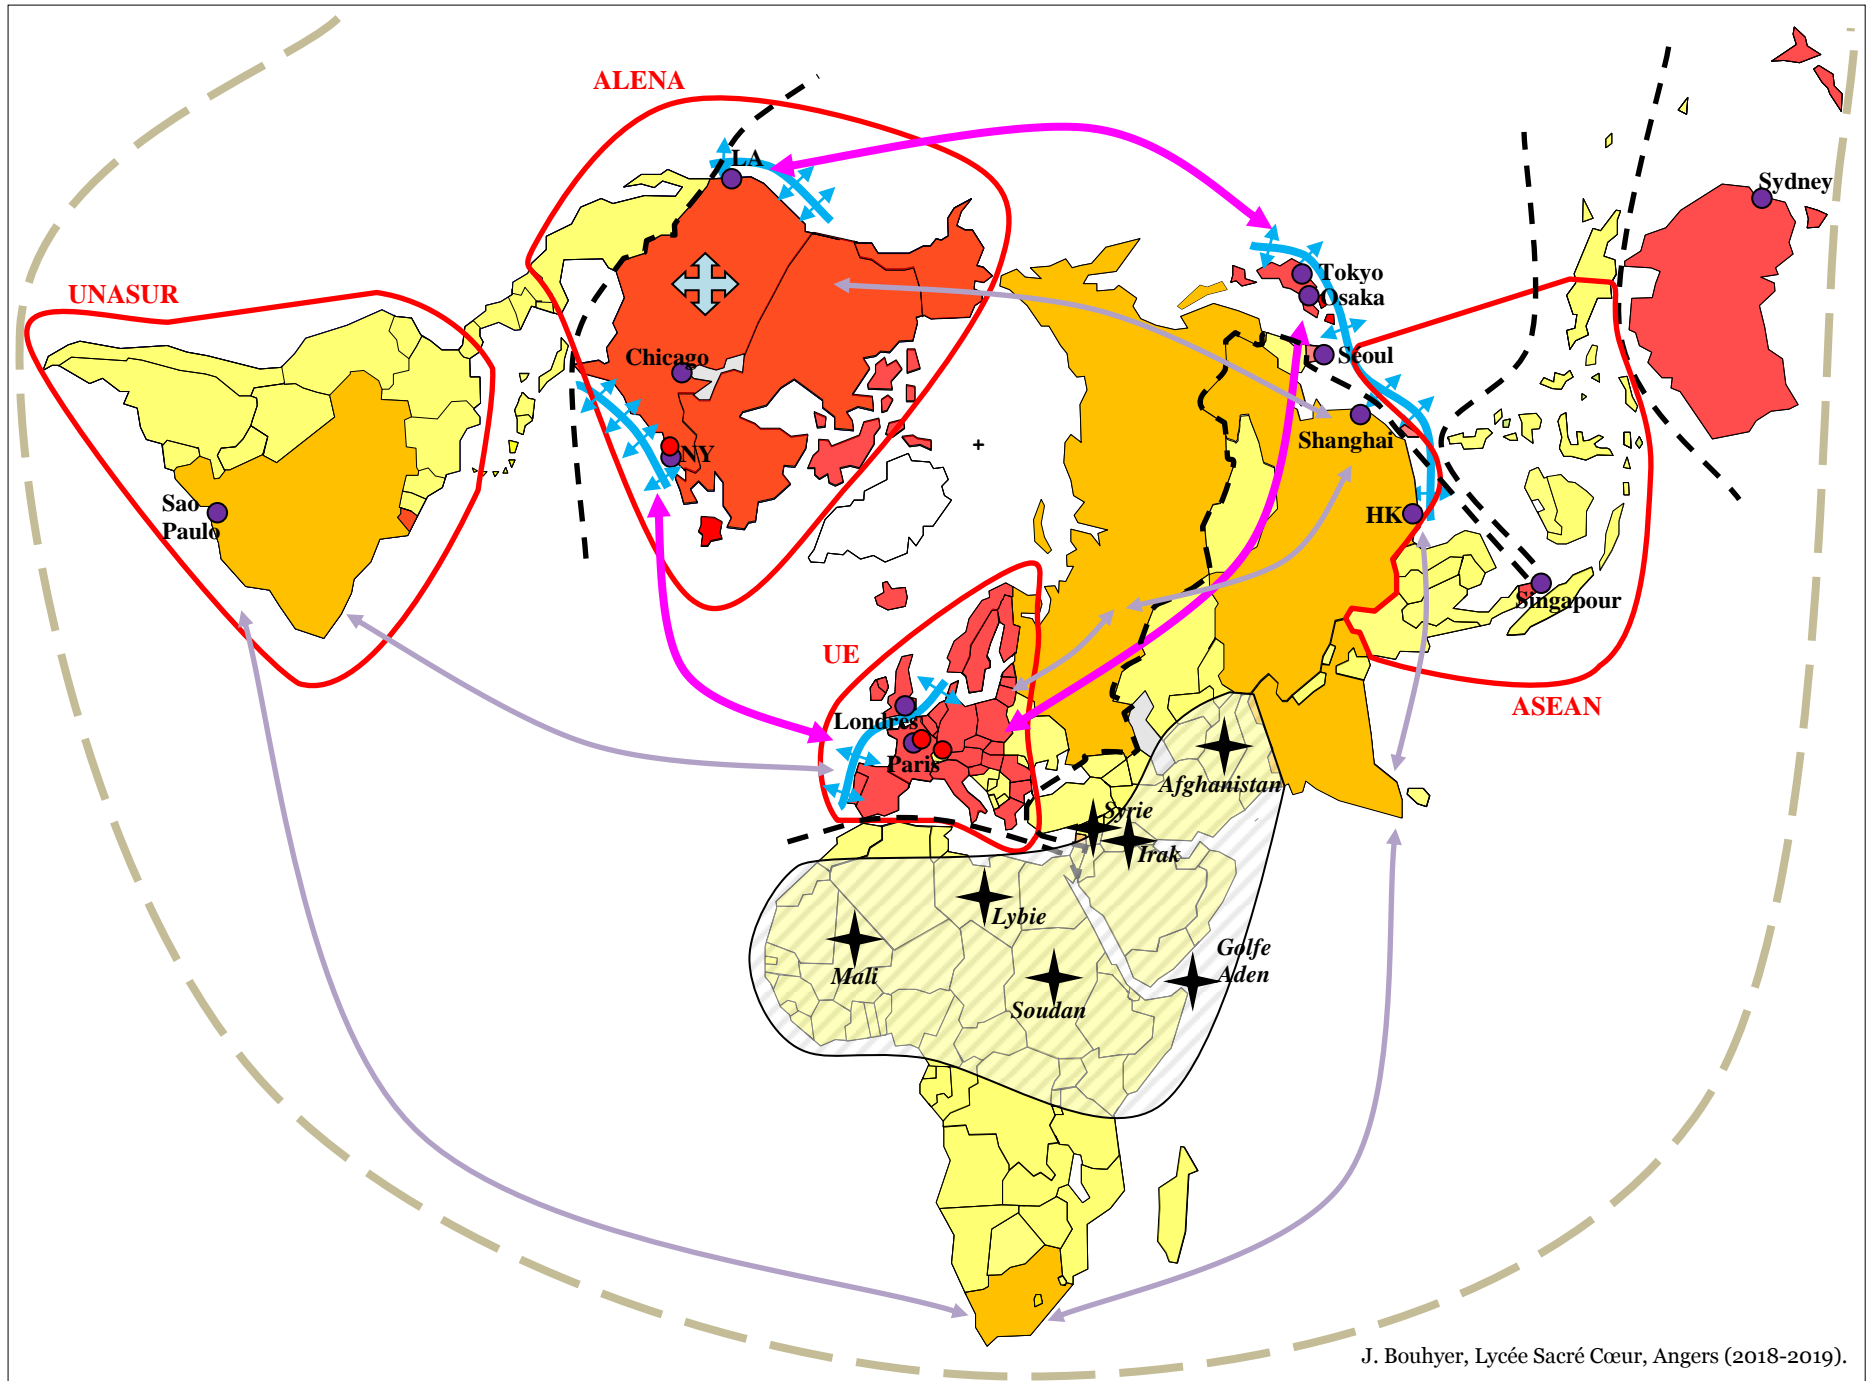 ALENA
LA
Sydney
UNASUR
Tokyo
Osaka
Chicago
Séoul
NY
Shanghai
Sao
Paulo
HK
Singapour
UE
ASEAN
Londres
Paris
Afghanistan
Syrie
Irak
Lybie
Golfe
Aden
Mali
Soudan
J. Bouhyer, Lycée Sacré Cœur, Angers (2018-2019).